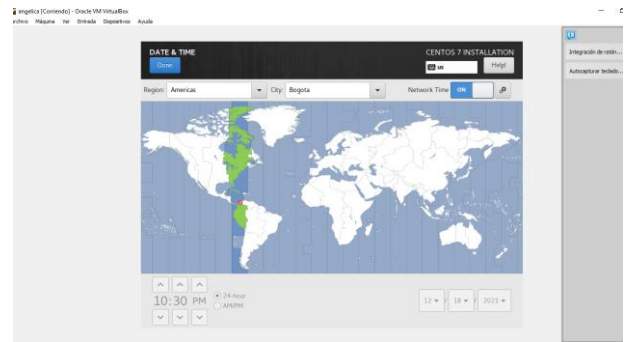 angelica [Corriendo] - Oracle VM VirtualBox
Archivo Máquina Ver Entrada Dispositivos Ayuda
DATE & TIME
CENTOS 7 INSTALLATION
Done
us
Help!
Region: Americas
City: Bogota
Network Time ON
10:30 PM
24-hour
AM/PM
12 / 16 / 2023
Integración de ratón...
Autocapturar teclado...